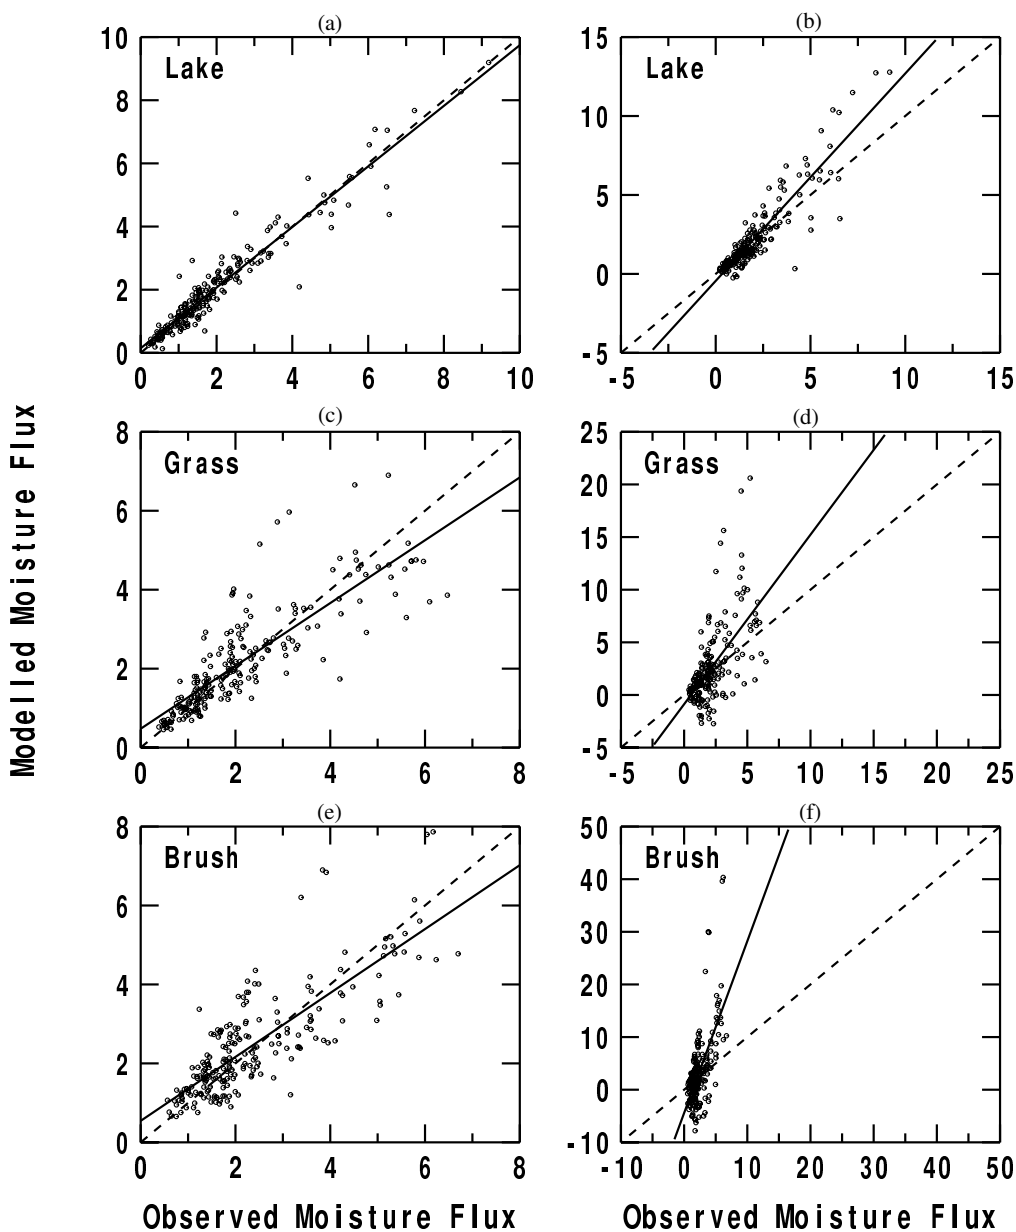 (a)
(b)
10
8
6
4
2
0
Lake
0 2 4 6 8 10
15
10
5
0
-5
Lake
-5 0 5 10 15
(c)
(d)
8
6
4
2
0
Grass
0 2 4 6 8
25
20
15
10
5
0
-5
Grass
-5 0 5 10 15 20 25
Modelled Moisture Flux
(e)
(f)
8
6
4
2
0
Brush
0 2 4 6 8
50
40
30
20
10
0
-10
Brush
-10 0 10 20 30 40 50
Observed Moisture Flux
Observed Moisture Flux